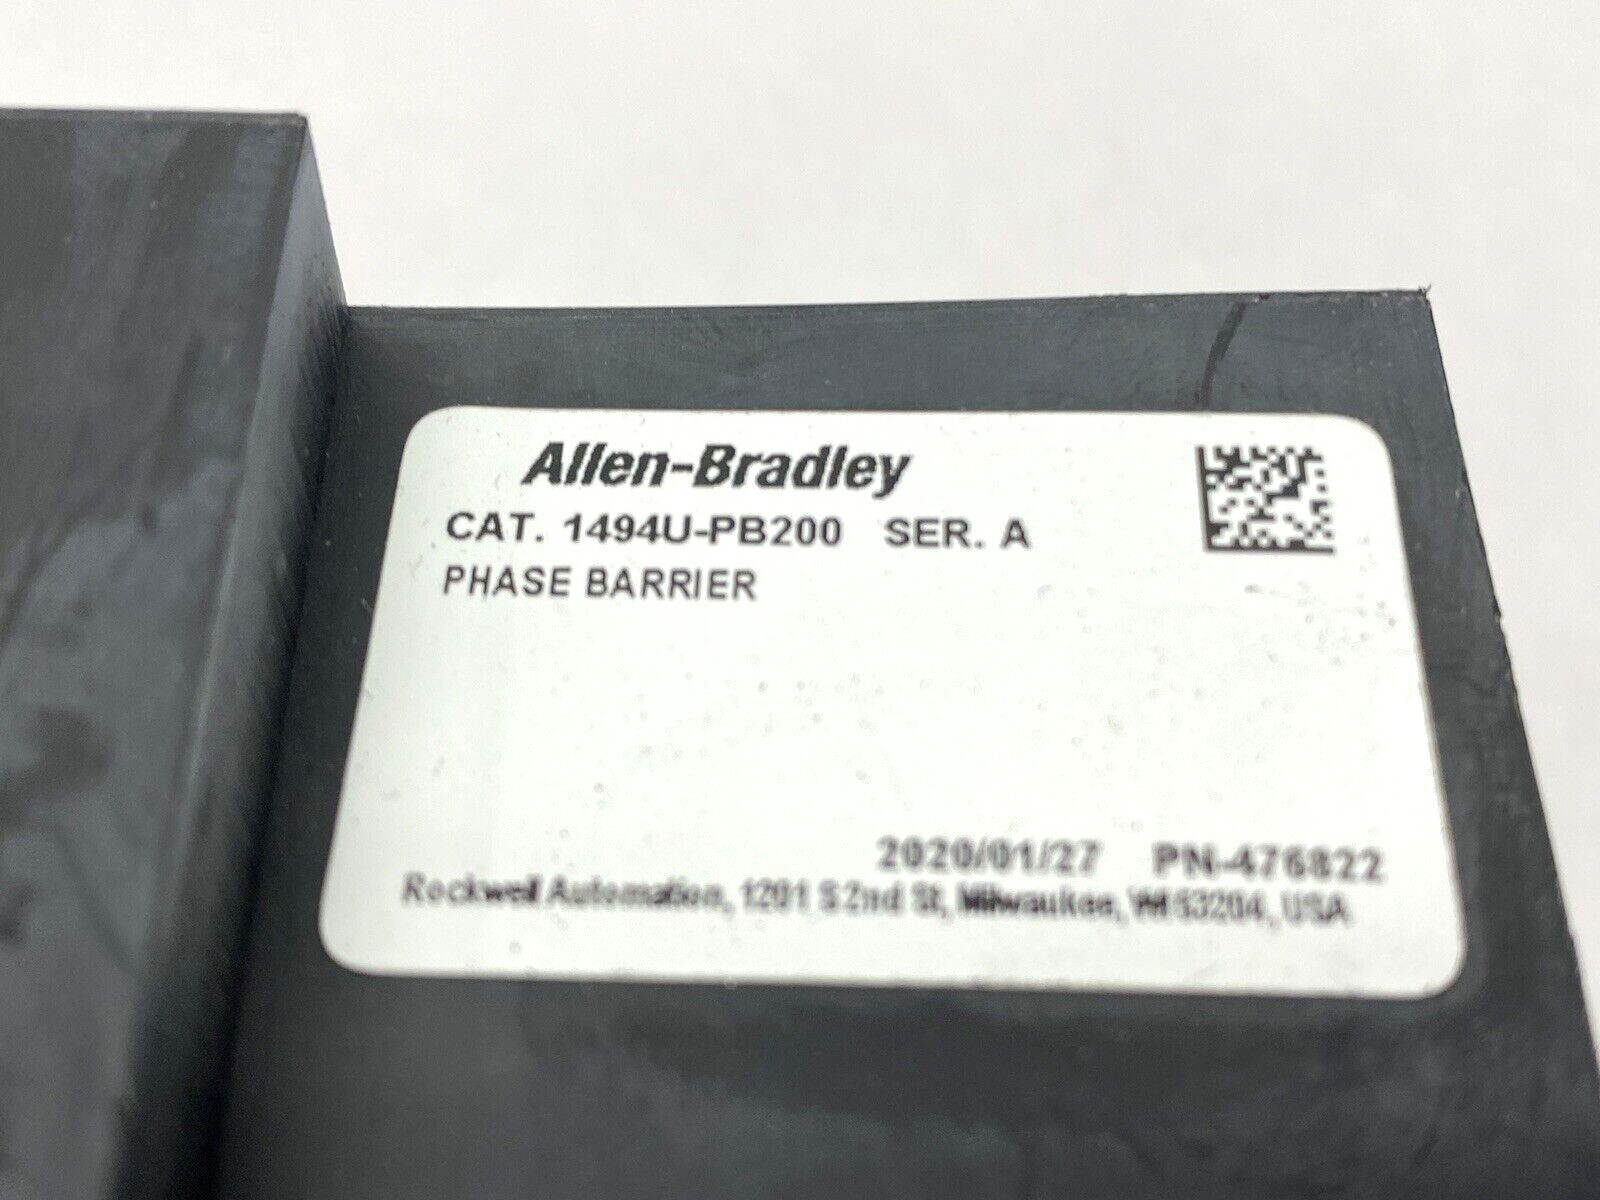 Allen-Bradley
CAT. 1494U-PB200 SER. A
PHASE BARRIER
2020/01/27 PN-476822
Rockwell Automation, 1201 S 2nd St, Milwaukee, WI 53204, USA